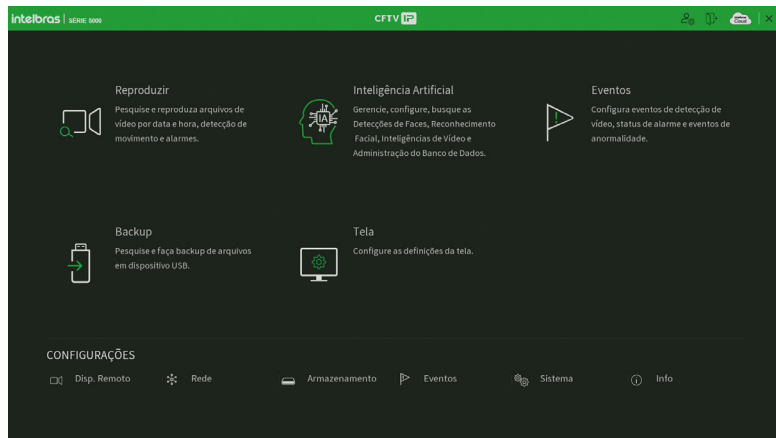 intelbras | SÉRIE 5000
CFTV IP
Cloud
Reproduzir
Pesquise e reproduza arquivos de
vídeo por data e hora, detecção de
movimento e alarmes.
IA
Inteligência Artificial
Gerencie, configure, busque as
Detecções de Faces, Reconhecimento
Facial, Inteligências de Vídeo e
Administração do Banco de Dados.
Eventos
Configura eventos de detecção de
vídeo, status de alarme e eventos de
anormalidade.
Backup
Pesquise e faça backup de arquivos
em dispositivo USB.
Tela
Configure as definições da tela.
CONFIGURAÇÕES
Disp. Remoto
Rede
Armazenamento
Eventos
Sistema
Info